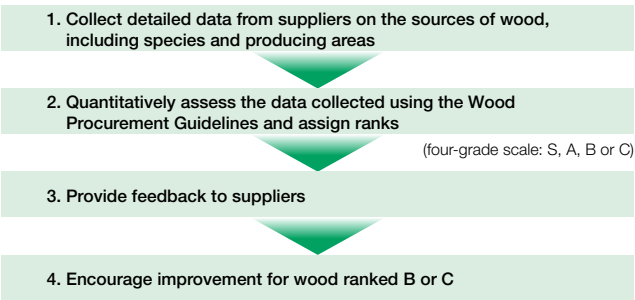 1. Collect detailed data from suppliers on the sources of wood,
including species and producing areas
2. Quantitatively assess the data collected using the Wood
Procurement Guidelines and assign ranks
(four-grade scale: S, A, B or C)
3. Provide feedback to suppliers
4. Encourage improvement for wood ranked B or C